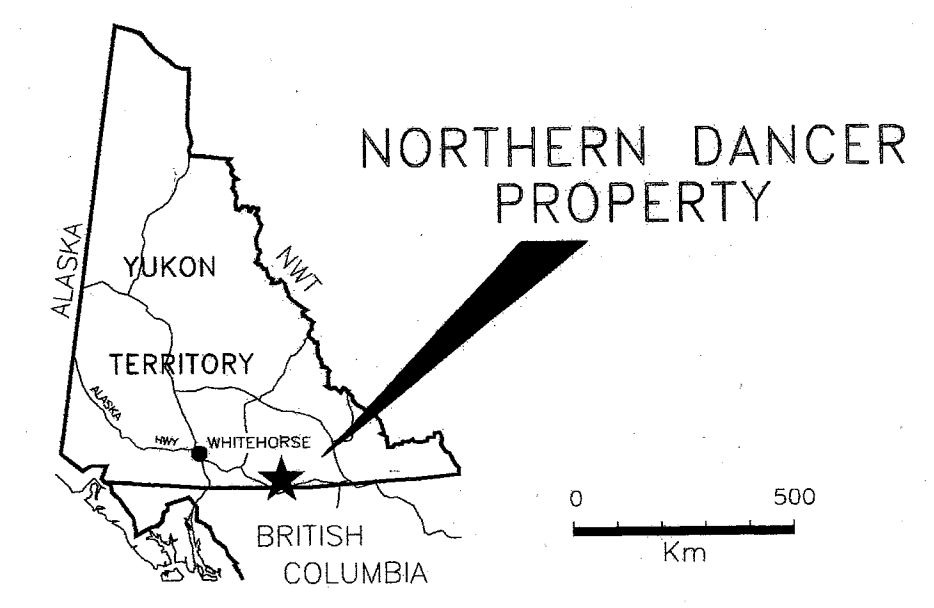 NORTHERN DANCER
PROPERTY
ALASKA
YUKON
NWT
TERRITORY
ALASKA
HWY
WHITEHORSE
0 500
Km
BRITISH
COLUMBIA